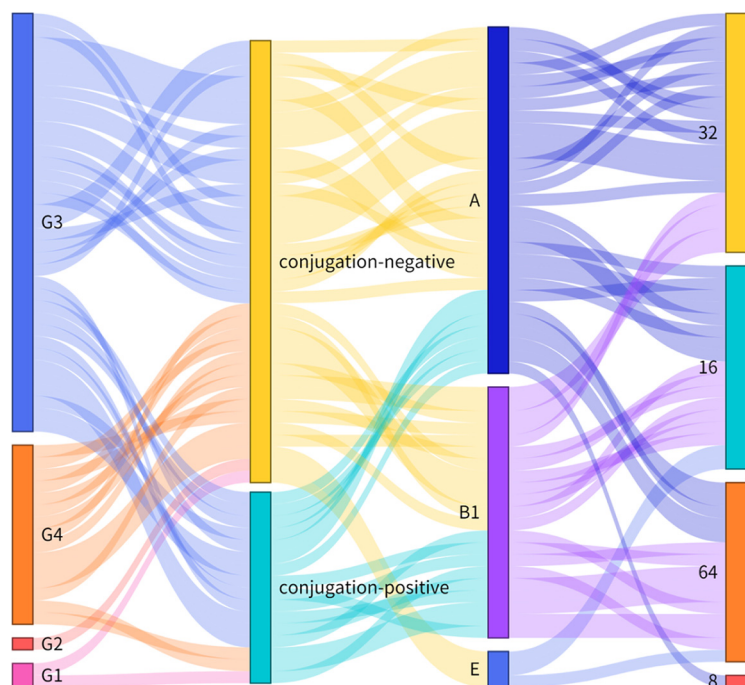 G3
G4
G2
G1
conjugation-negative
conjugation-positive
A
B1
E
32
16
64
8